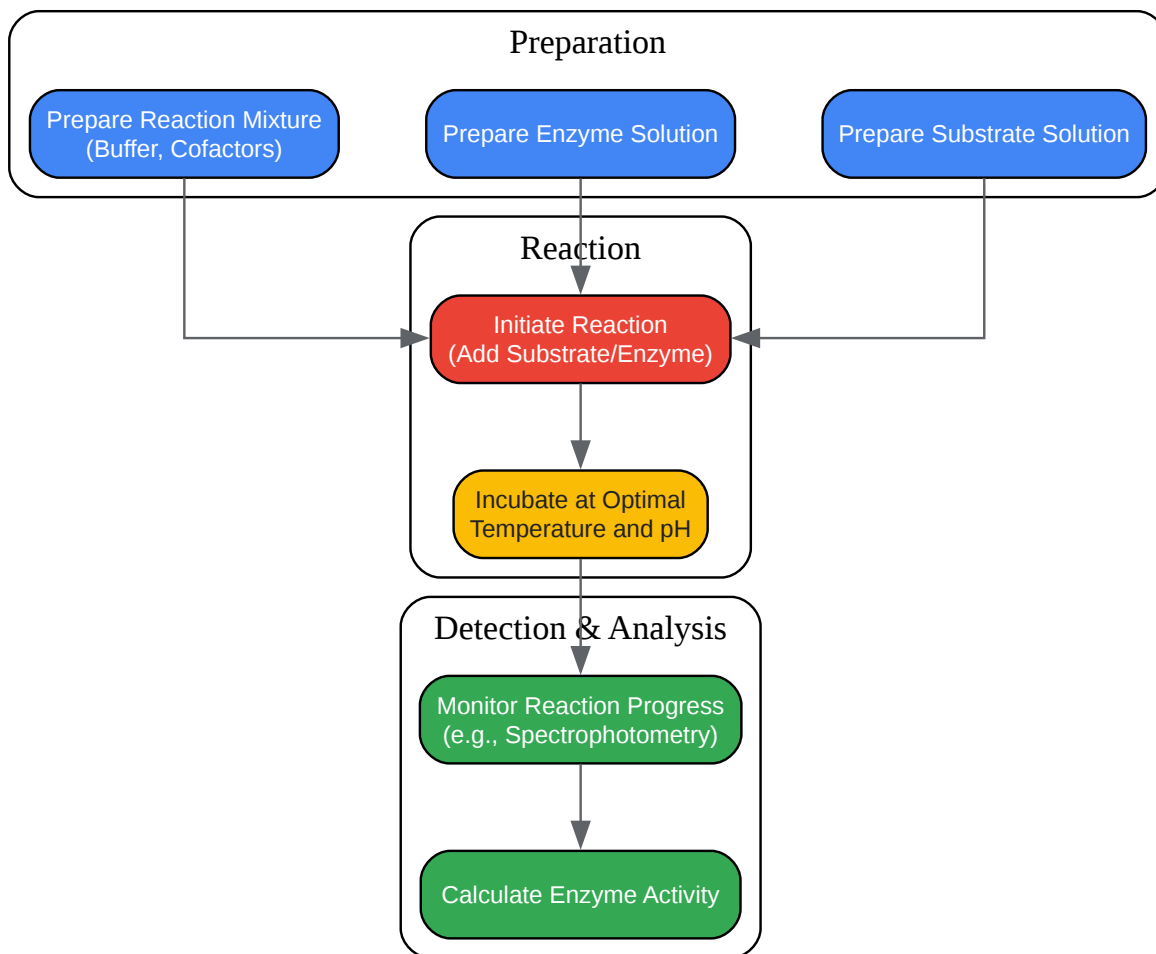 Preparation
Prepare Reaction Mixture
(Buffer, Cofactors)
Prepare Enzyme Solution
Prepare Substrate Solution
Reaction
Initiate Reaction
(Add Substrate/Enzyme)
Incubate at Optimal
Temperature and pH
Detection & Analysis
Monitor Reaction Progress
(e.g., Spectrophotometry)
Calculate Enzyme Activity